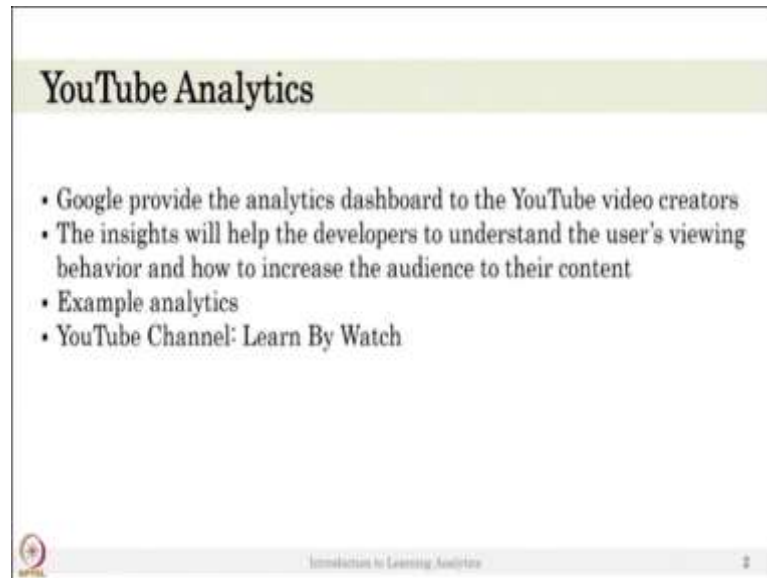 YouTube Analytics
• Google provide the analytics dashboard to the YouTube video creators
• The insights will help the developers to understand the user's viewing
behavior and how to increase the audience to their content
• Example analytics
• YouTube Channel: Learn By Watch
NPTEL
Introduction to Learning Analytics
2